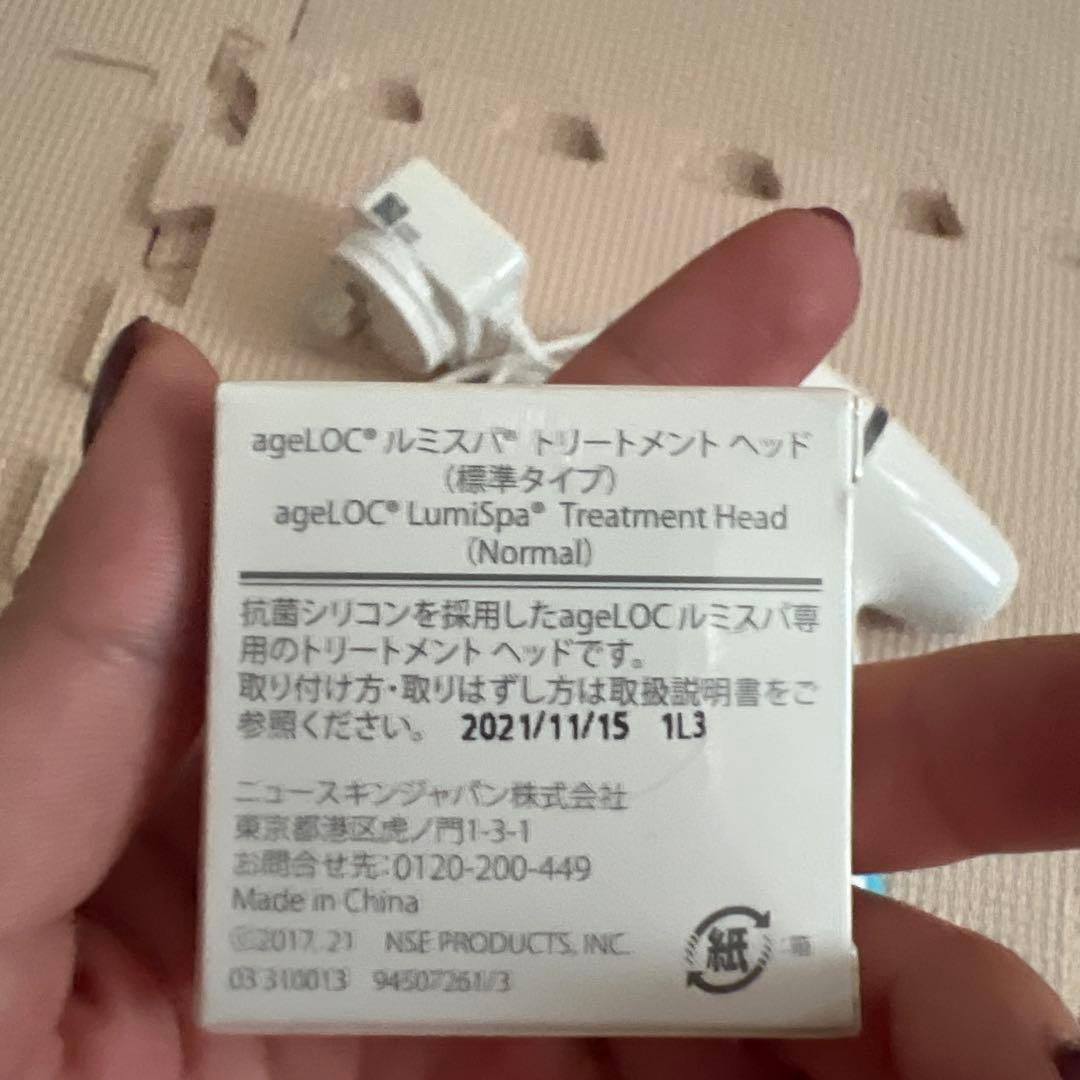 ageLOC® ルミスパ® トリートメント ヘッド
（標準タイプ）
ageLOC® LumiSpa® Treatment Head
（Normal）
抗菌シリコンを採用したageLOC ルミスパ専
用のトリートメント ヘッドです。
取り付け方・取りはずし方は取扱説明書をご
参照ください。 2021/11/15 1L3
ニュースキンジャパン株式会社
東京都港区虎ノ門1-3-1
お問合せ先：0120-200-449
Made in China
©2017, 21 NSE PRODUCTS, INC.
03 310013 94507261/3
紙 :箱